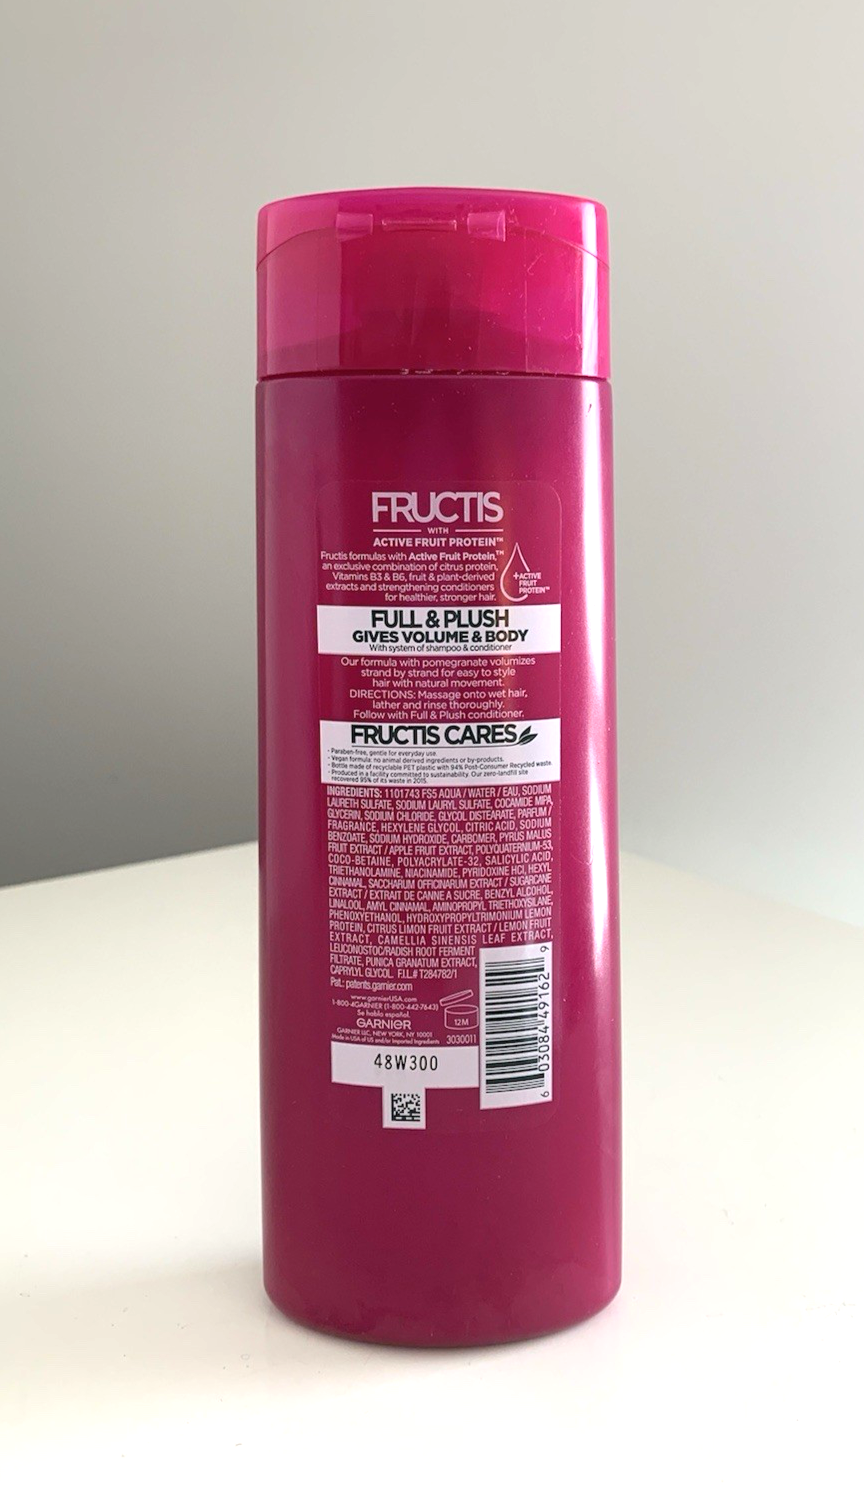 FRUCTIS
WITH
ACTIVE FRUIT PROTEIN™
Fructis formulas with Active Fruit Protein,™
an exclusive combination of citrus protein,
Vitamins B3 & B6, fruit & plant-derived
extracts and strengthening conditioners
for healthier, stronger hair.
+ACTIVE
FRUIT
PROTEIN™
FULL & PLUSH
GIVES VOLUME & BODY
With system of shampoo & conditioner
Our formula with pomegranate volumizes
strand by strand for easy to style
hair with natural movement.
DIRECTIONS: Massage onto wet hair,
lather and rinse thoroughly.
Follow with Full & Plush conditioner.
FRUCTIS CARES
- Paraben-free, gentle for everyday use.
- Vegan formula: no animal derived ingredients or by-products.
- Bottle made of recyclable PET plastic with 94% Post-Consumer Recycled waste.
- Produced in a facility committed to sustainability. Our zero-landfill site
recovered 95% of its waste in 2015.
INGREDIENTS: 1101743 FS5 AQUA / WATER / EAU, SODIUM
LAURETH SULFATE, SODIUM LAURYL SULFATE, COCAMIDE MIPA,
GLYCERIN, SODIUM CHLORIDE, GLYCOL DISTEARATE, PARFUM /
FRAGRANCE, HEXYLENE GLYCOL, CITRIC ACID, SODIUM
BENZOATE, SODIUM HYDROXIDE, CARBOMER, PYRUS MALUS
FRUIT EXTRACT / APPLE FRUIT EXTRACT, POLYQUATERNIUM-53,
COCO-BETAINE, POLYACRYLATE-32, SALICYLIC ACID,
TRIETHANOLAMINE, NIACINAMIDE, PYRIDOXINE HCI, HEXYL
CINNAMAL, SACCHARUM OFFICINARUM EXTRACT / SUGARCANE
EXTRACT / EXTRAIT DE CANNE A SUCRE, BENZYL ALCOHOL,
LINALOOL, AMYL CINNAMAL, AMINOPROPYL TRIETHOXYSILANE,
PHENOXYETHANOL, HYDROXYPROPYLTRIMONIUM LEMON
PROTEIN, CITRUS LIMON FRUIT EXTRACT / LEMON FRUIT
EXTRACT, CAMELLIA SINENSIS LEAF EXTRACT,
LEUCONOSTOC/RADISH ROOT FERMENT
FILTRATE, PUNICA GRANATUM EXTRACT,
CAPRYLYL GLYCOL. F.I.L.# T284782/1
Pat.: patents.garnier.com
www.garnierUSA.com
1-800-4GARNIER (1-800-442-7643)
Se habla español.
GARNIER
GARNIER LLC, NEW YORK, NY 10001
Made in USA of US and/or Imported Ingredients
12M
3030011
6 03084 49162 9
48W300